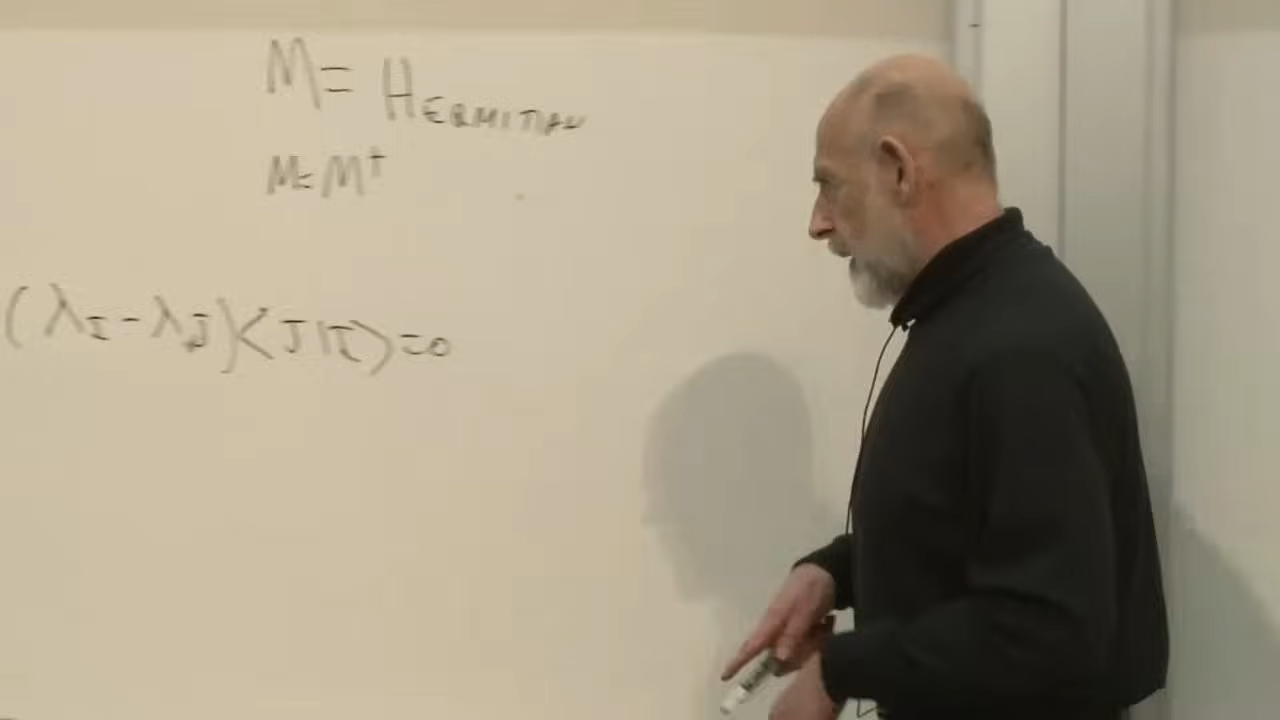 M = HERMITIAN
M = M†
(λI - λJ)<J|I> = 0